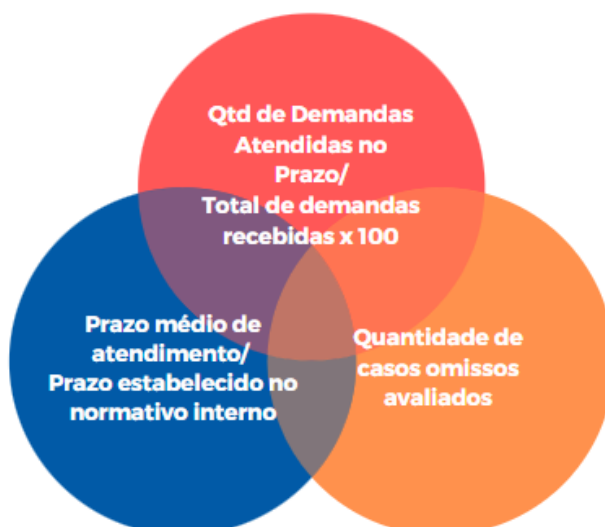 Qtd de Demandas
Atendidas no
Prazo/
Total de demandas
recebidas x 100
Prazo médio de
atendimento/
Prazo estabelecido no
normativo interno
Quantidade de
casos omissos
avaliados